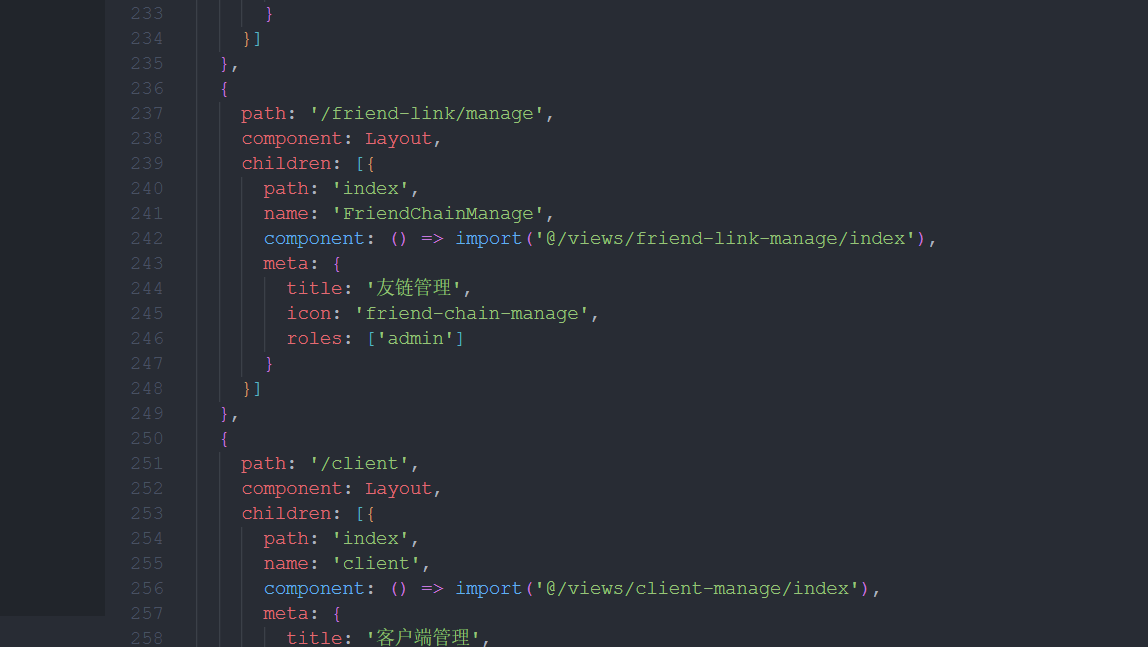 233         }
234       }]
235     },
236     {
237       path: '/friend-link/manage',
238       component: Layout,
239       children: [{
240         path: 'index',
241         name: 'FriendChainManage',
242         component: () => import('@/views/friend-link-manage/index'),
243         meta: {
244           title: '友链管理',
245           icon: 'friend-chain-manage',
246           roles: ['admin']
247         }
248       }]
249     },
250     {
251       path: '/client',
252       component: Layout,
253       children: [{
254         path: 'index',
255         name: 'client',
256         component: () => import('@/views/client-manage/index'),
257         meta: {
258           title: '客户端管理',